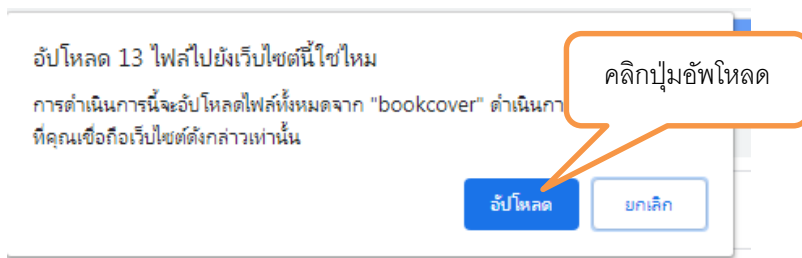 อัปโหลด 13 ไฟล์ไปยังเว็บไซต์นี้ใช่ไหม
คลิกปุ่มอัพโหลด
การดำเนินการนี้จะอัปโหลดไฟล์ทั้งหมดจาก "bookcover" ดำเนินกา
ที่คุณเชื่อถือเว็บไซต์ดังกล่าวเท่านั้น
อัปโหลด
ยกเลิก